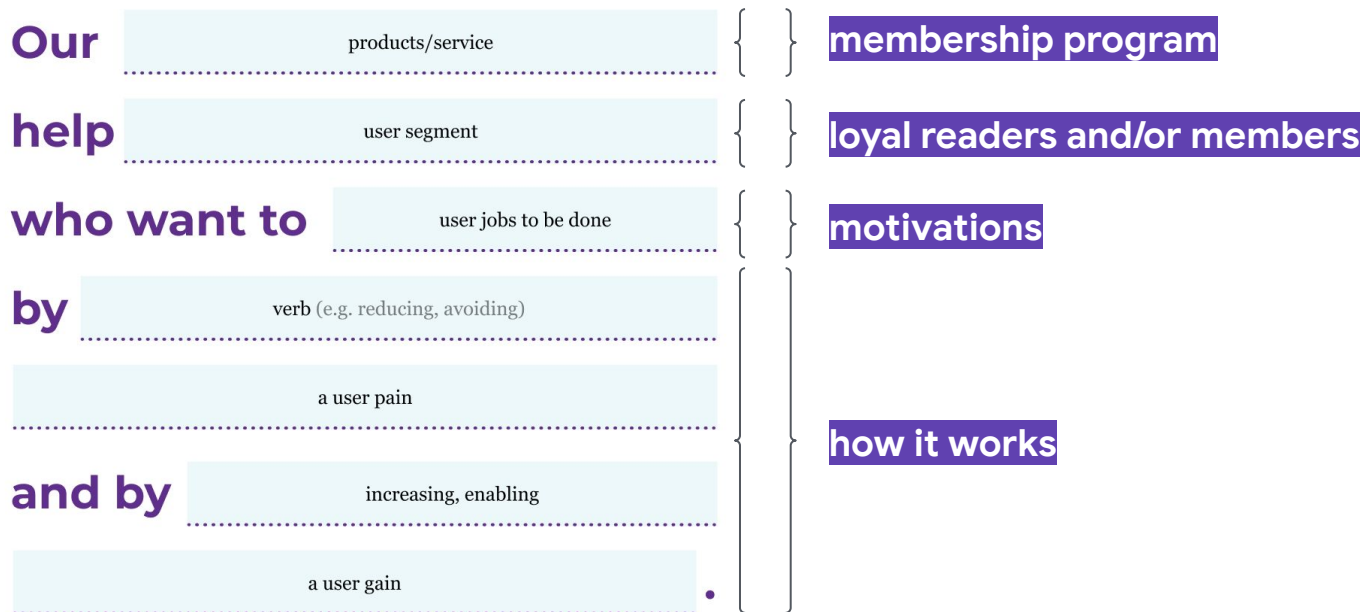 Our products/service membership program
help user segment loyal readers and/or members
who want to user jobs to be done motivations
by verb (e.g. reducing, avoiding)
a user pain
how it works
and by increasing, enabling
a user gain .